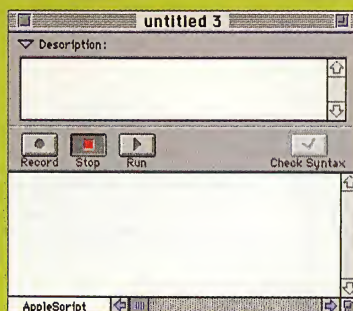 untitled 3
Description:
Record Stop Run Check Syntax
AppleScript